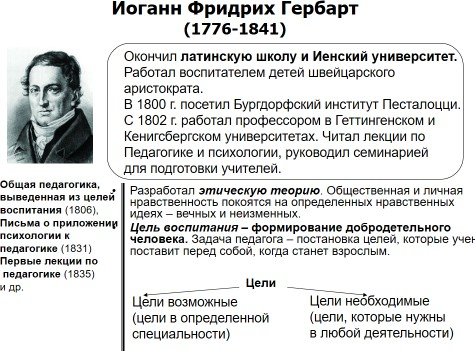 Иоганн Фридрих Гербарт
(1776-1841)
Окончил латинскую школу и Иенский университет.
Работал воспитателем детей швейцарского
аристократа.
В 1800 г. посетил Бургдорфский институт Песталоцци.
С 1802 г. работал профессором в Геттингенском и
Кенигсбергском университетах. Читал лекции по
Педагогике и психологии, руководил семинарией
для подготовки учителей.
Общая педагогика,
выведенная из целей
воспитания (1806),
Письма о приложении
психологии к
педагогике (1831)
Первые лекции по
педагогике (1835)
и др.
Разработал этическую теорию. Общественная и личная
нравственность покоятся на определенных нравственных
идеях – вечных и неизменных.
Цель воспитания – формирование добродетельного
человека. Задача педагога – постановка целей, которые учен
поставит перед собой, когда станет взрослым.
Цели
Цели возможные
(цели в определенной
специальности)
Цели необходимые
(цели, которые нужны
в любой деятельности)